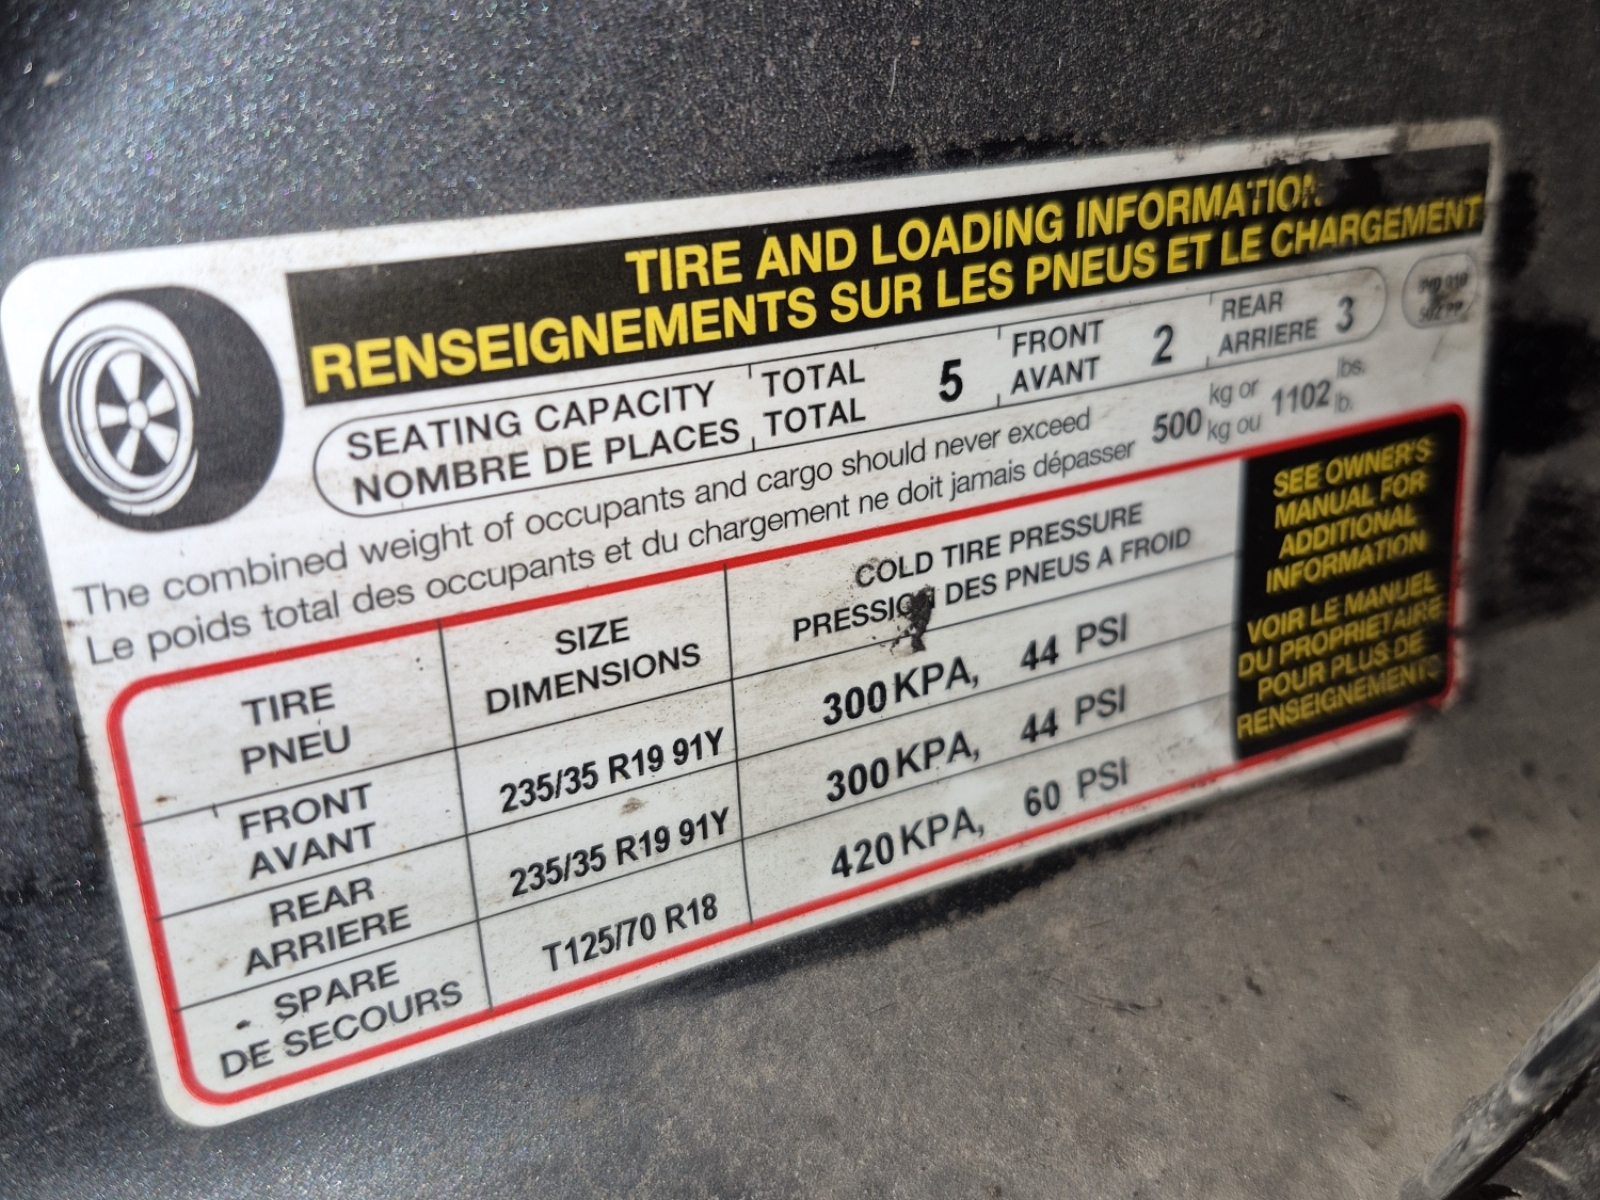 TIRE AND LOADING INFORMATION
RENSEIGNEMENTS SUR LES PNEUS ET LE CHARGEMENT
SEATING CAPACITY TOTAL 5 FRONT 2 REAR 3
NOMBRE DE PLACES TOTAL AVANT ARRIERE
The combined weight of occupants and cargo should never exceed 500 kg or 1102 lbs.
Le poids total des occupants et du chargement ne doit jamais dépasser kg ou lb.
TIRE SIZE COLD TIRE PRESSURE
PNEU DIMENSIONS PRESSION DES PNEUS A FROID
FRONT 235/35 R19 91Y 300 KPA, 44 PSI
AVANT
REAR 235/35 R19 91Y 300 KPA, 44 PSI
ARRIERE
SPARE T125/70 R18 420 KPA, 60 PSI
DE SECOURS
SEE OWNER'S
MANUAL FOR
ADDITIONAL
INFORMATION
VOIR LE MANUEL
DU PROPRIETAIRE
POUR PLUS DE
RENSEIGNEMENTS